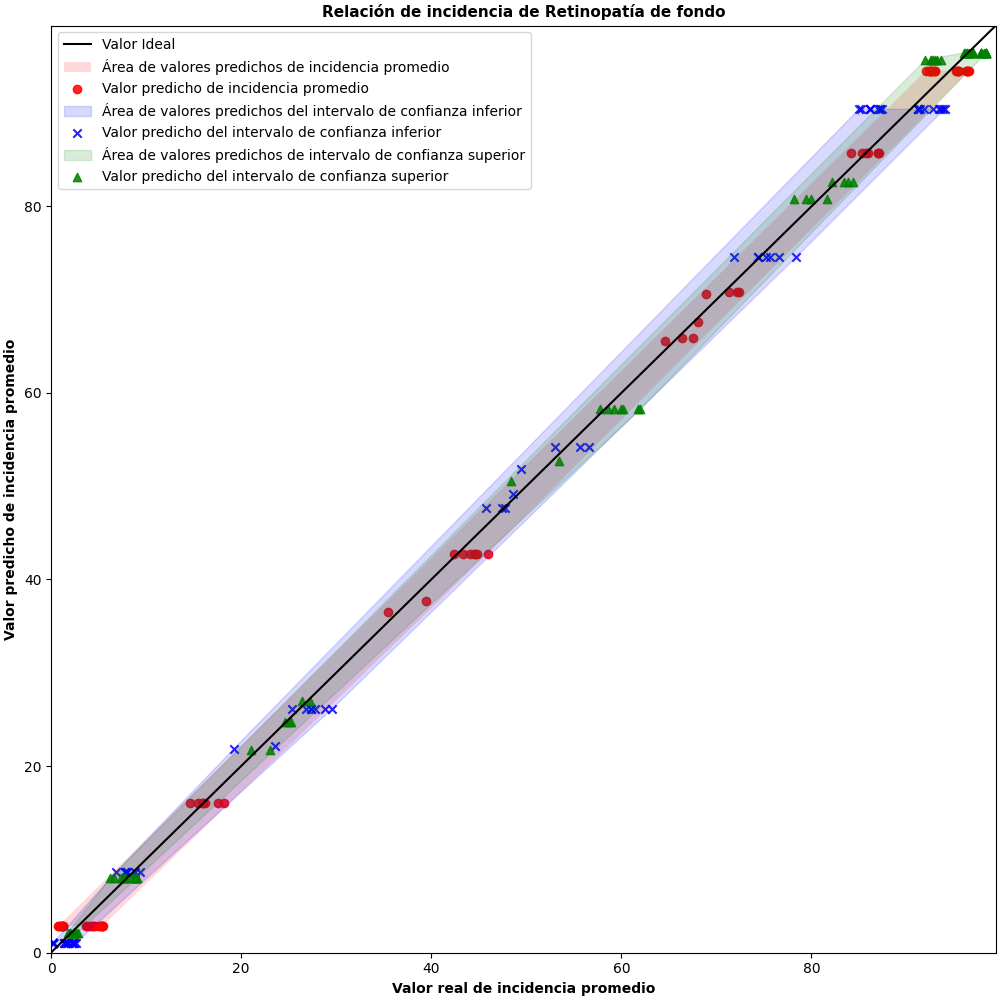 Relación de incidencia de Retinopatía de fondo
Valor Ideal
Área de valores predichos de incidencia promedio
Valor predicho de incidencia promedio
Área de valores predichos del intervalo de confianza inferior
Valor predicho del intervalo de confianza inferior
Área de valores predichos de intervalo de confianza superior
Valor predicho del intervalo de confianza superior
Valor predicho de incidencia promedio
80
60
40
20
0
0 20 40 60 80
Valor real de incidencia promedio